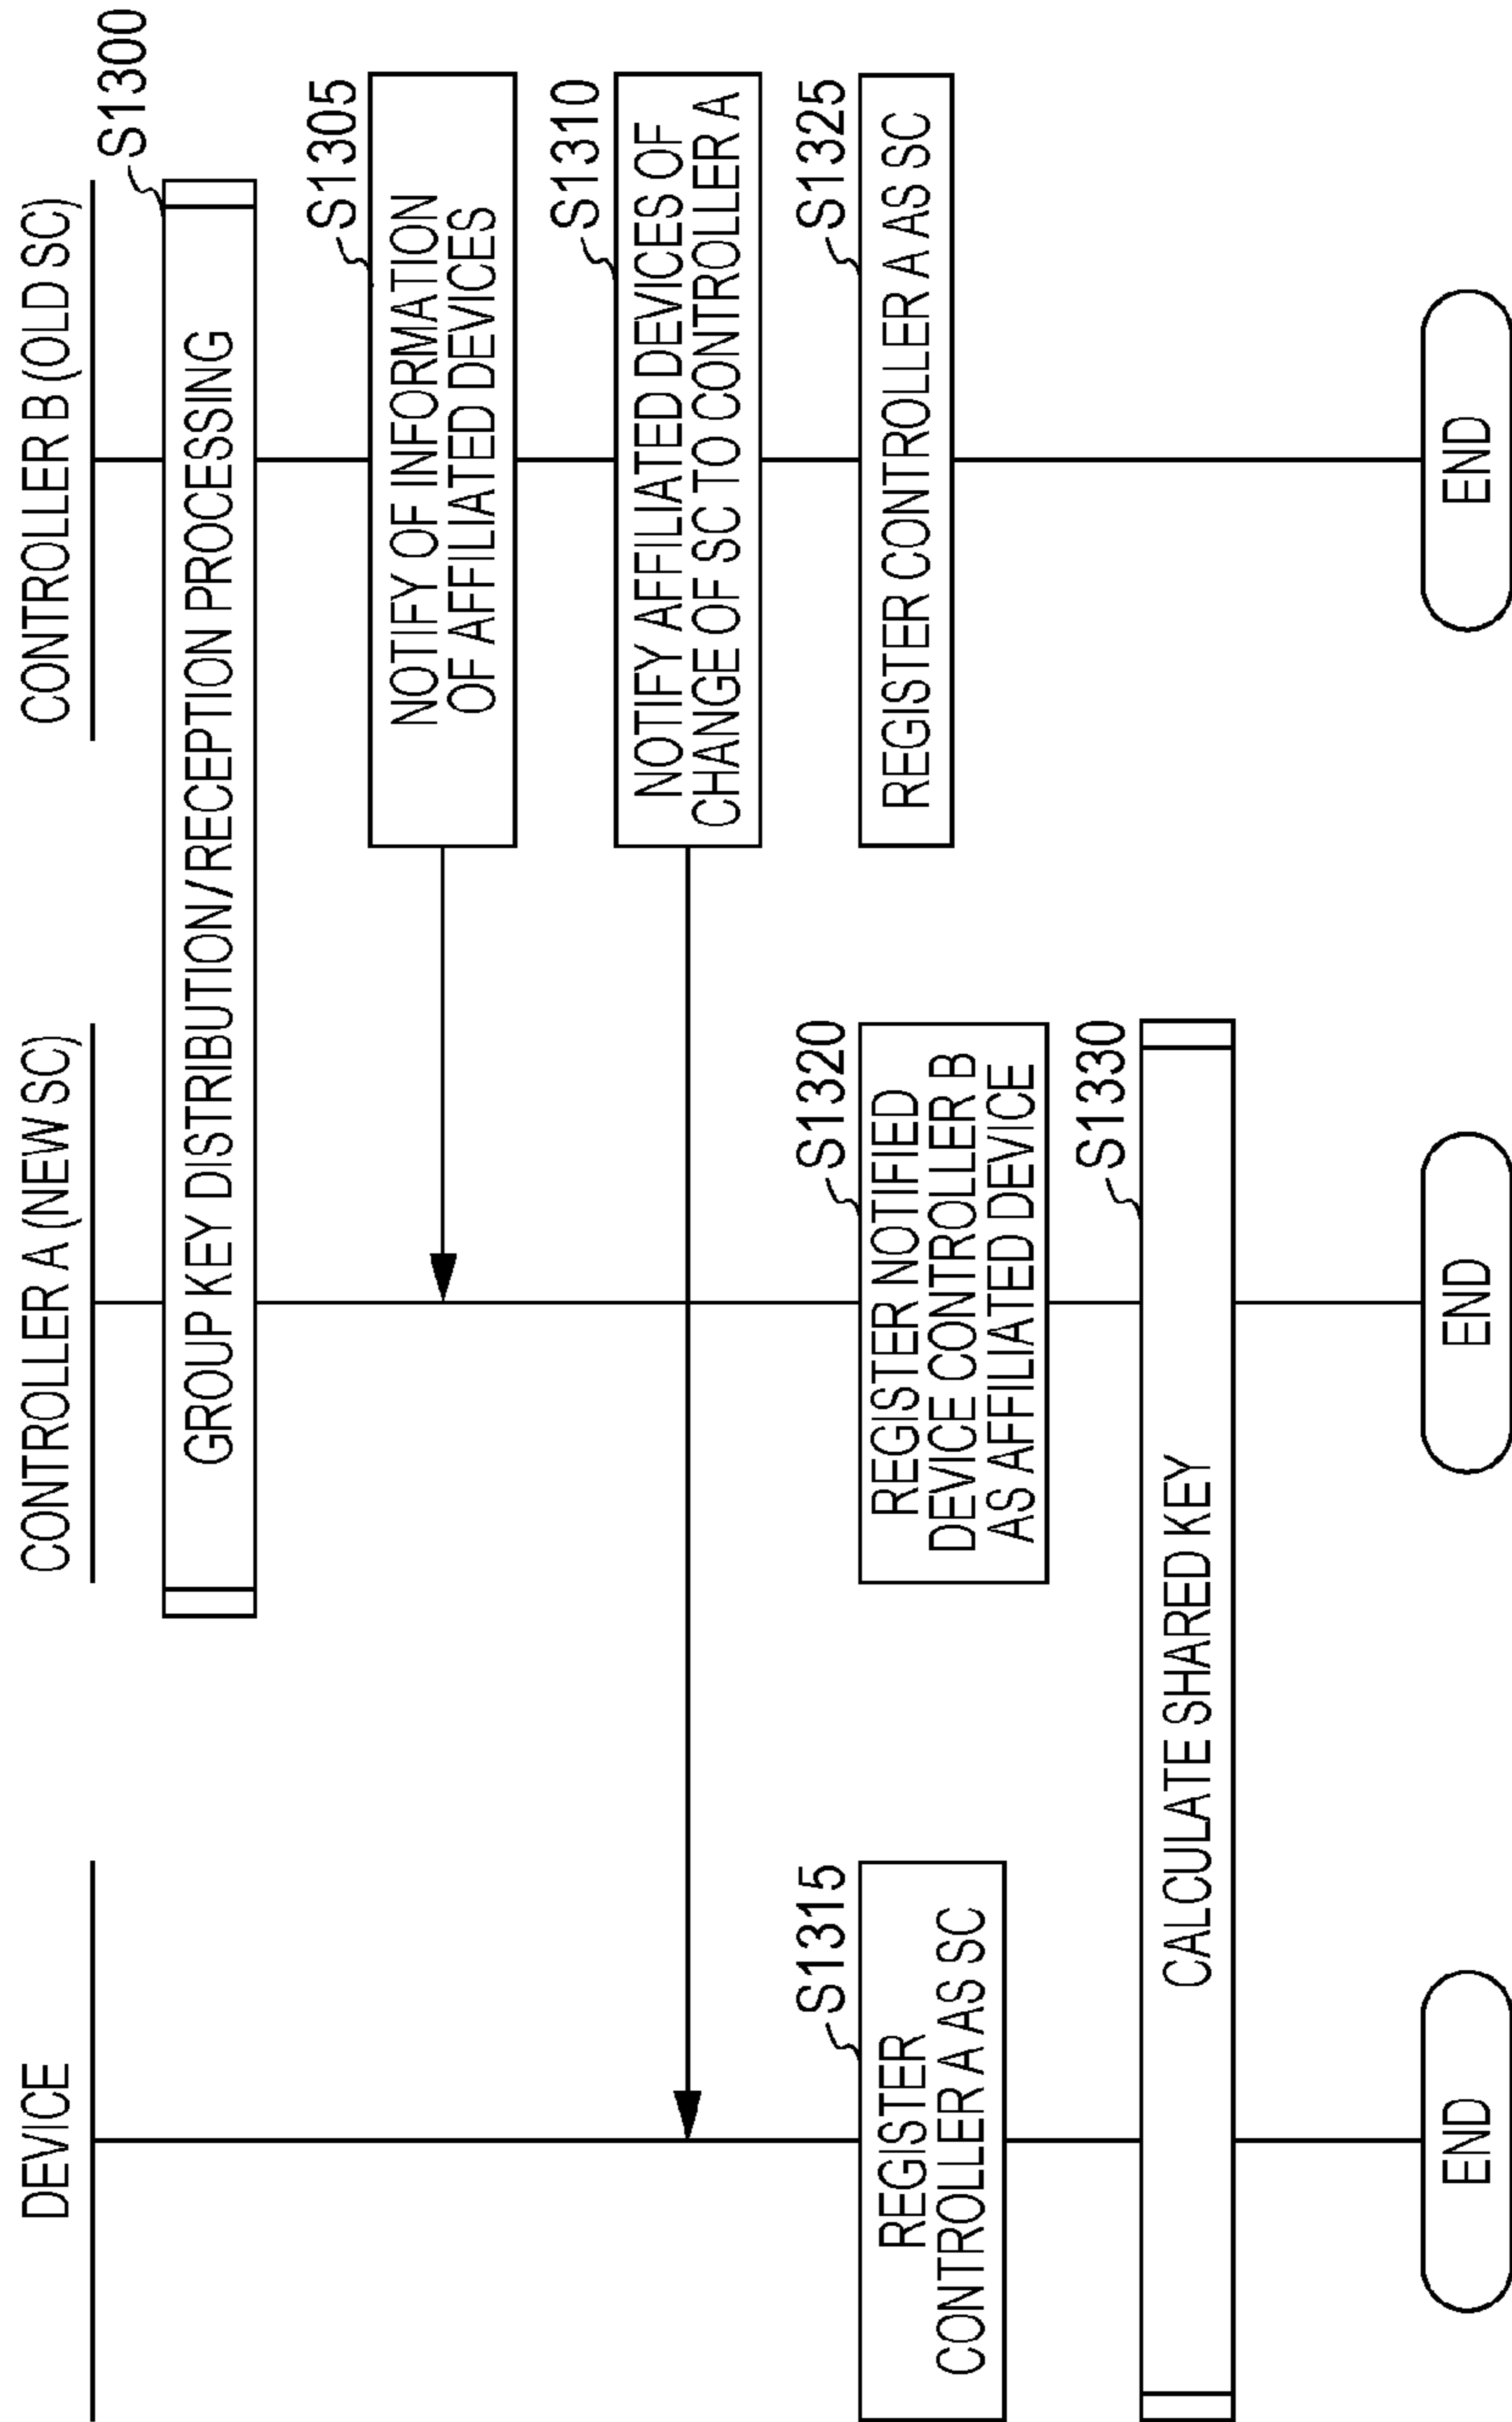 DEVICE
CONTROLLER A (NEW SC)
CONTROLLER B (OLD SC)
S1300
GROUP KEY DISTRIBUTION/RECEPTION PROCESSING
S1305
NOTIFY OF INFORMATION
OF AFFILIATED DEVICES
S1310
NOTIFY AFFILIATED DEVICES OF
CHANGE OF SC TO CONTROLLER A
S1315
REGISTER
CONTROLLER A AS SC
S1320
REGISTER NOTIFIED
DEVICE CONTROLLER B
AS AFFILIATED DEVICE
S1325
REGISTER CONTROLLER A AS SC
S1330
CALCULATE SHARED KEY
END
END
END